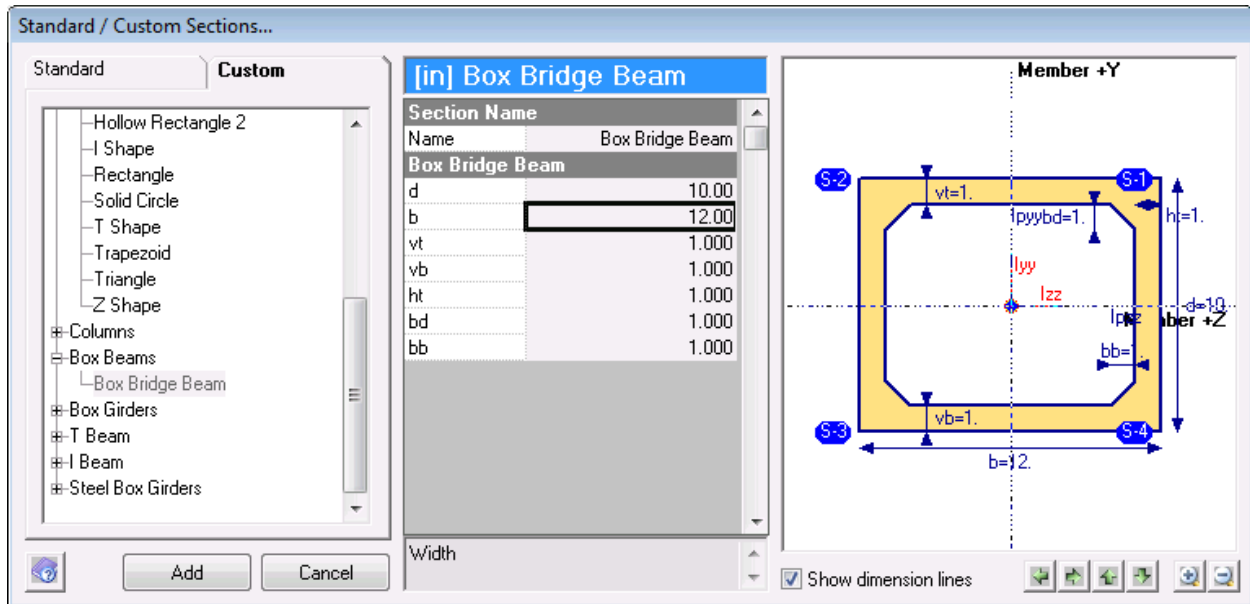 Standard / Custom Sections...
Standard
Custom
Hollow Rectangle 2
I Shape
Rectangle
Solid Circle
T Shape
Trapezoid
Triangle
Z Shape
Columns
Box Beams
Box Bridge Beam
Box Girders
T Beam
I Beam
Steel Box Girders
Add
Cancel
[in] Box Bridge Beam
Section Name
Name Box Bridge Beam
Box Bridge Beam
d 10.00
b 12.00
vt 1.000
vb 1.000
ht 1.000
bd 1.000
bb 1.000
Width
Member +Y
S-2
S-1
vt=1.
bd=1.
ht=1.
Iyy
Izz
d=10
+Z
bb=1.
vb=1.
S-3
S-4
b=12.
Show dimension lines